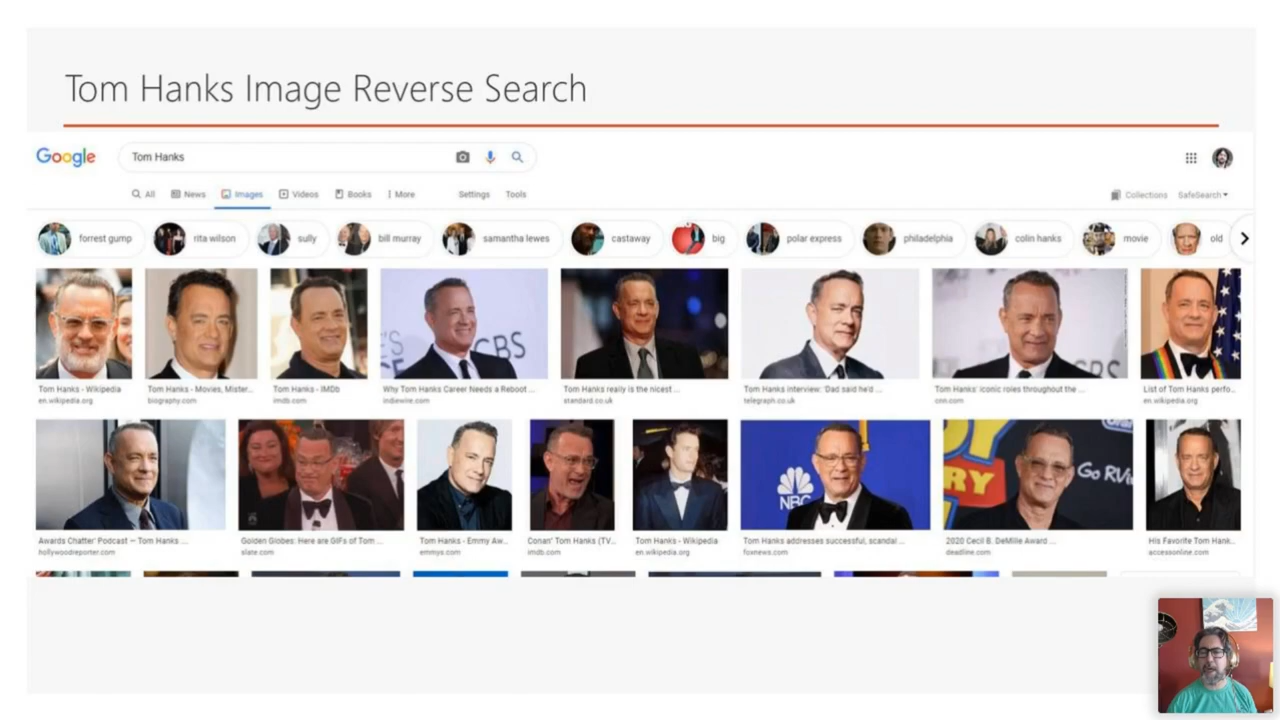 Tom Hanks Image Reverse Search
Google
Tom Hanks
All News Images Videos Books More Settings Tools
Collections SafeSearch
forrest gump rita wilson sully bill murray samantha lewes castaway big polar express philadelphia colin hanks movie old
CBS
Tom Hanks - Wikipedia
en.wikipedia.org
Tom Hanks - Movies, Mister...
biography.com
Tom Hanks - IMDb
imdb.com
Why Tom Hanks Career Needs a Reboot ...
indiewire.com
Tom Hanks really is the nicest ...
standard.co.uk
Tom Hanks interview: 'Dad said he'd ...
telegraph.co.uk
Tom Hanks' iconic roles throughout the ...
cnn.com
List of Tom Hanks perfo...
en.wikipedia.org
NBC
RY
Go RVi
Awards Chatter' Podcast — Tom Hanks ...
hollywoodreporter.com
Golden Globes: Here are GIFs of Tom ...
slate.com
Tom Hanks - Emmy Aw...
emmys.com
Conan' Tom Hanks (TV...
imdb.com
Tom Hanks - Wikipedia
en.wikipedia.org
Tom Hanks addresses successful, scandal ...
foxnews.com
2020 Cecil B. DeMille Award ...
deadline.com
His Favorite Tom Hank...
accessonline.com